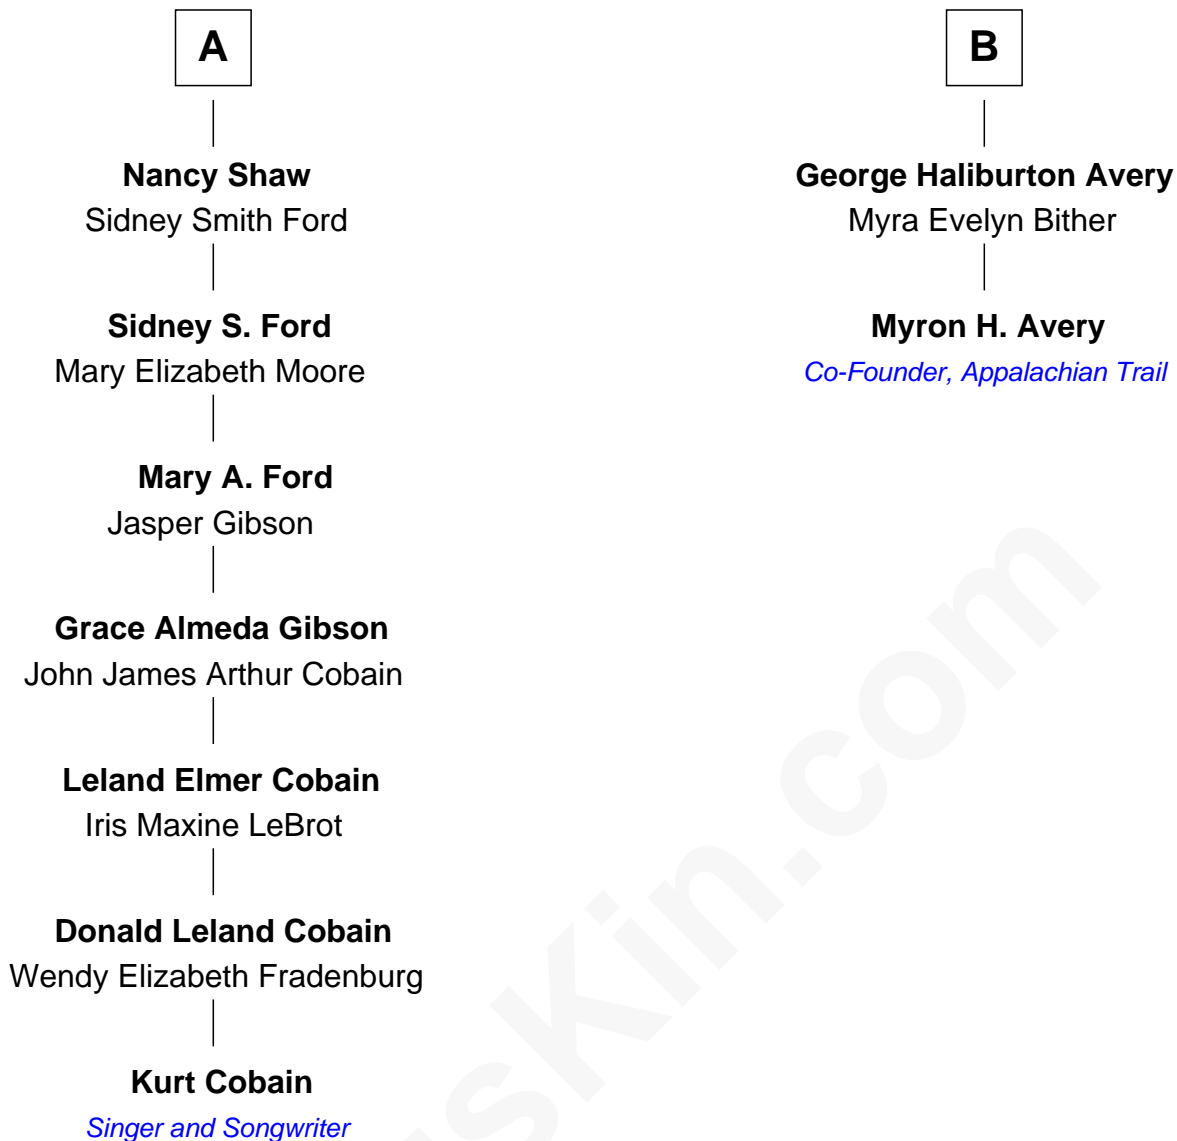 A
Nancy Shaw
Sidney Smith Ford
Sidney S. Ford
Mary Elizabeth Moore
Mary A. Ford
Jasper Gibson
Grace Almeda Gibson
John James Arthur Cobain
Leland Elmer Cobain
Iris Maxine LeBrot
Donald Leland Cobain
Wendy Elizabeth Fradenburg
Kurt Cobain
Singer and Songwriter
B
George Haliburton Avery
Myra Evelyn Bither
Myron H. Avery
Co-Founder, Appalachian Trail
sKin.com